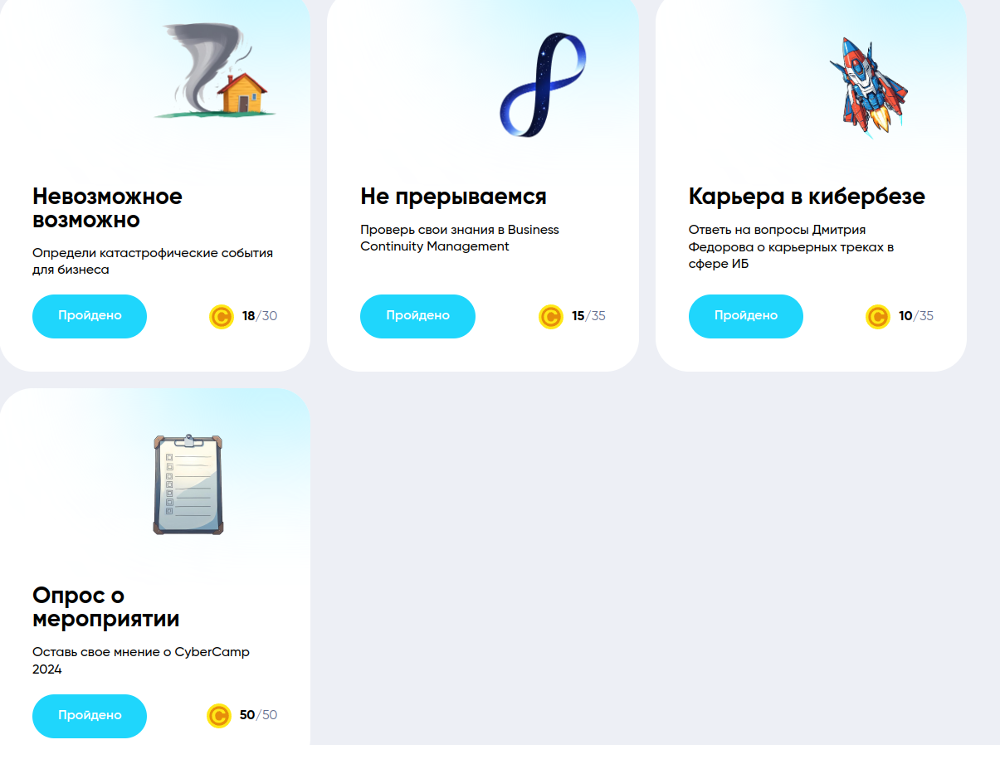 Невозможное
возможно
Определи катастрофические события
для бизнеса
Пройдено
18/30
Не прерываемся
Проверь свои знания в Business
Continuity Management
Пройдено
15/35
Карьера в кибербезе
Ответь на вопросы Дмитрия
Федорова о карьерных треках в
сфере ИБ
Пройдено
10/35
Опрос о
мероприятии
Оставь свое мнение о CyberCamp
2024
Пройдено
50/50